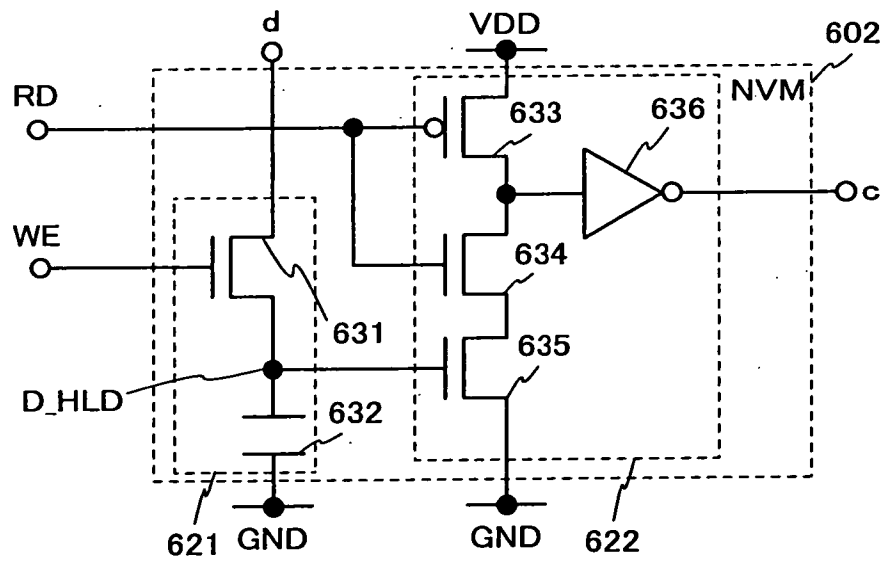 d
VDD
602
RD
NVM
633
636
c
WE
634
631
635
D_HLD
632
GND
GND
621
622